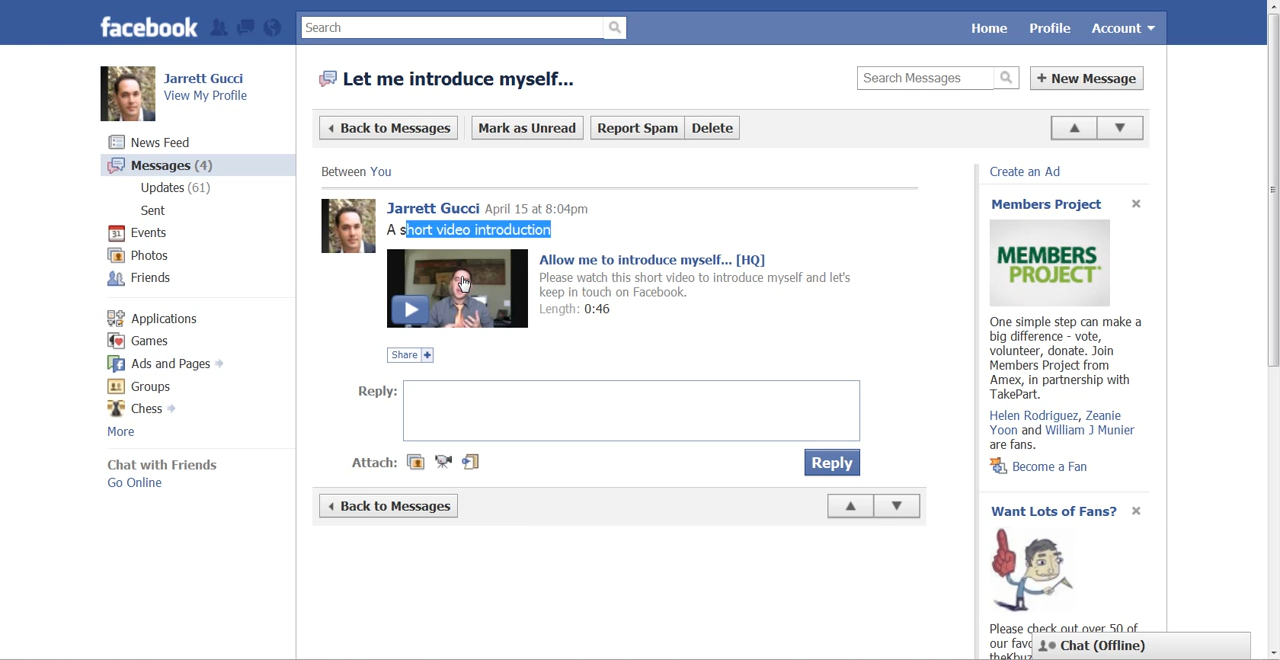 facebook
Search
Home Profile Account
Jarrett Gucci
View My Profile
News Feed
Messages (4)
Updates (61)
Sent
31 Events
Photos
Friends
Applications
Games
Ads and Pages
Groups
Chess
More
Chat with Friends
Go Online
Let me introduce myself...
Search Messages
+ New Message
Back to Messages Mark as Unread Report Spam Delete
Between You
Jarrett Gucci April 15 at 8:04pm
A short video introduction
Allow me to introduce myself... [HQ]
Please watch this short video to introduce myself and let's
keep in touch on Facebook.
Length: 0:46
Share +
Reply:
Attach:
Reply
Back to Messages
Create an Ad
Members Project
MEMBERS
PROJECT
One simple step can make a
big difference - vote,
volunteer, donate. Join
Members Project from
Amex, in partnership with
TakePart.
Helen Rodriguez, Zeanie
Yoon and William J Munier
are fans.
Become a Fan
Want Lots of Fans?
Please check out over 50 of
our favo
theKbuz
Chat (Offline)